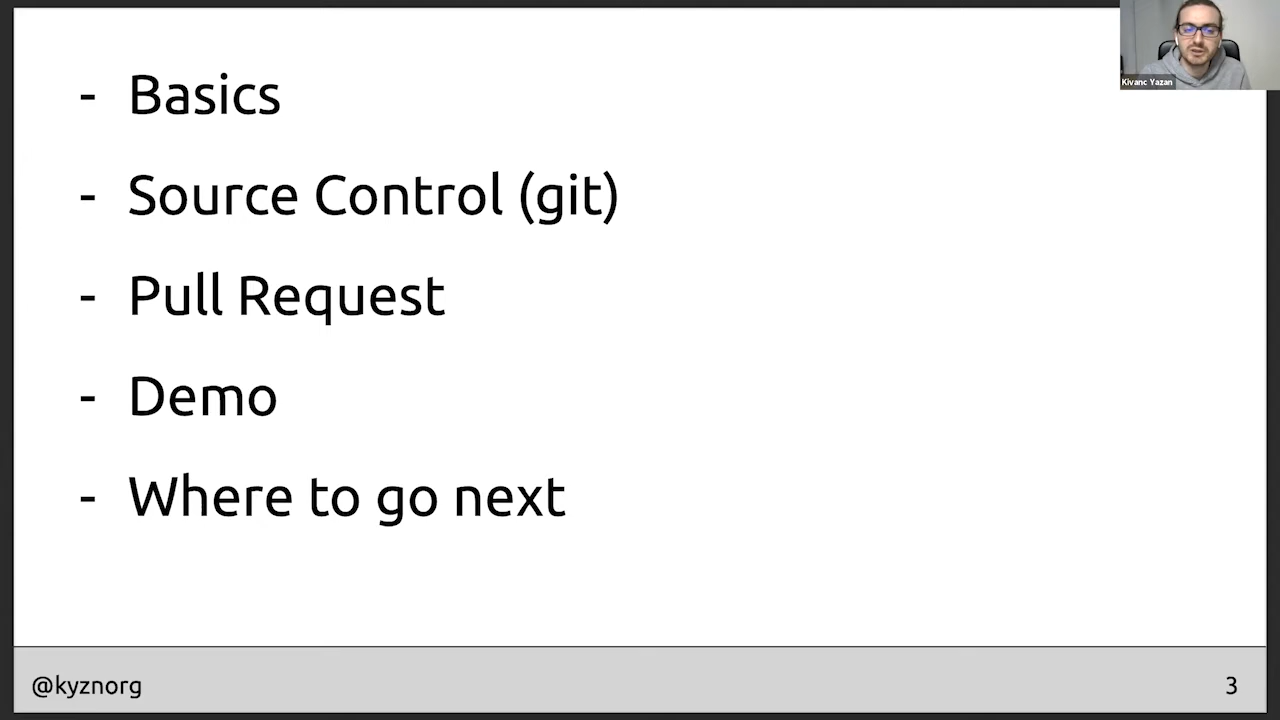 - Basics
- Source Control (git)
- Pull Request
- Demo
- Where to go next
Kivanc Yazan
@kyznorg
3